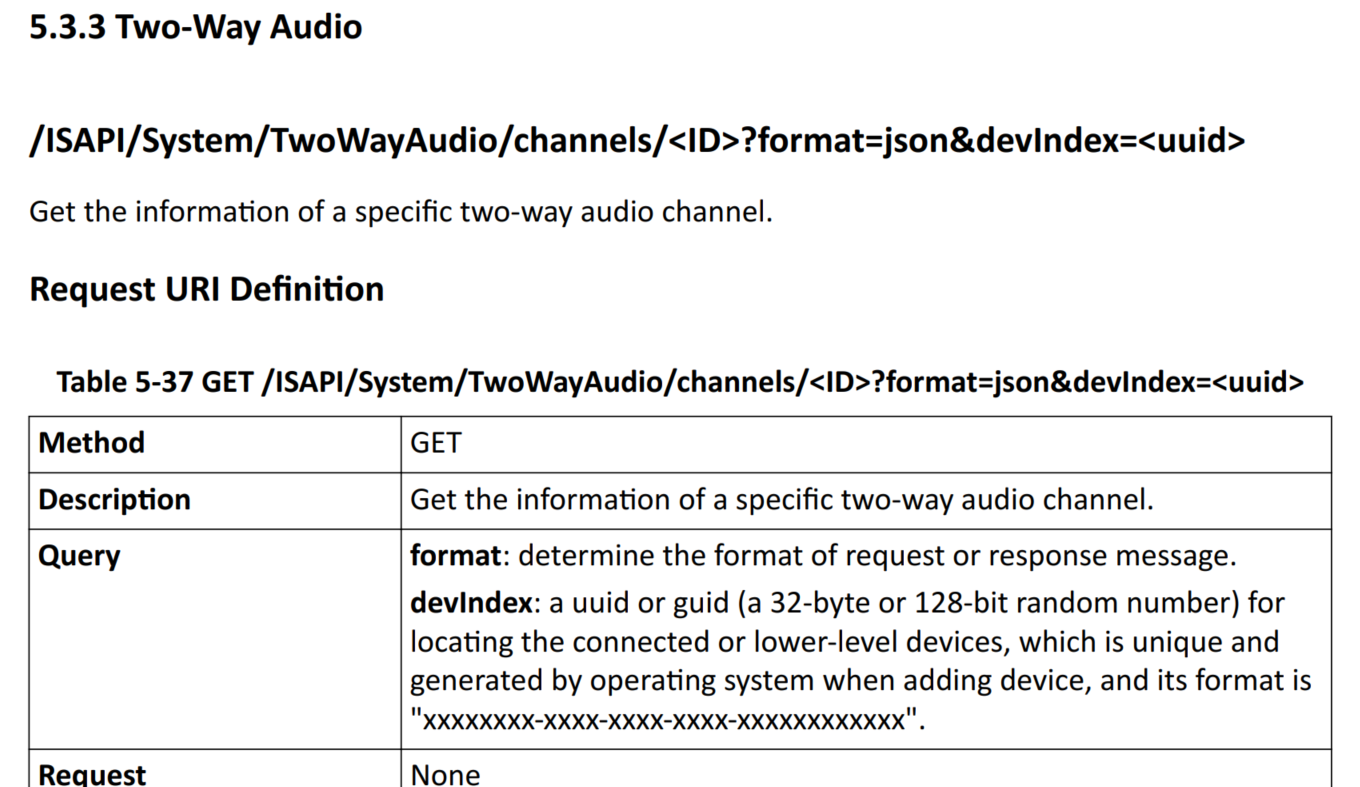 5.3.3 Two-Way Audio
/ISAPI/System/TwoWayAudio/channels/<ID>?format=json&devIndex=<uuid>
Get the information of a specific two-way audio channel.
Request URI Definition
Table 5-37 GET /ISAPI/System/TwoWayAudio/channels/<ID>?format=json&devIndex=<uuid>
Method GET
Description Get the information of a specific two-way audio channel.
Query format: determine the format of request or response message.
devIndex: a uuid or guid (a 32-byte or 128-bit random number) for
locating the connected or lower-level devices, which is unique and
generated by operating system when adding device, and its format is
"xxxxxxxx-xxxx-xxxx-xxxx-xxxxxxxxxxxx".
Request None